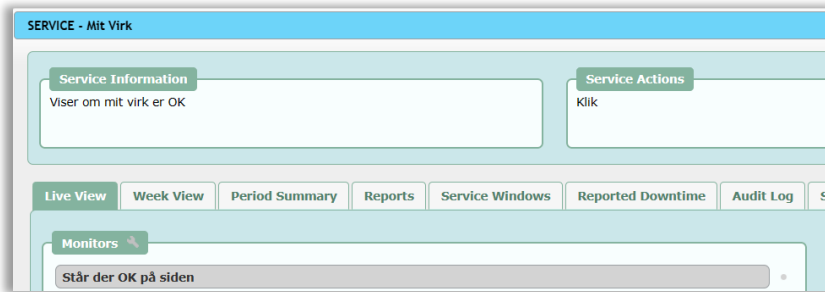 SERVICE - Mit Virk
Service Information
Viser om mit virk er OK
Service Actions
Klik
Live View Week View Period Summary Reports Service Windows Reported Downtime Audit Log S
Monitors
Står der OK på siden